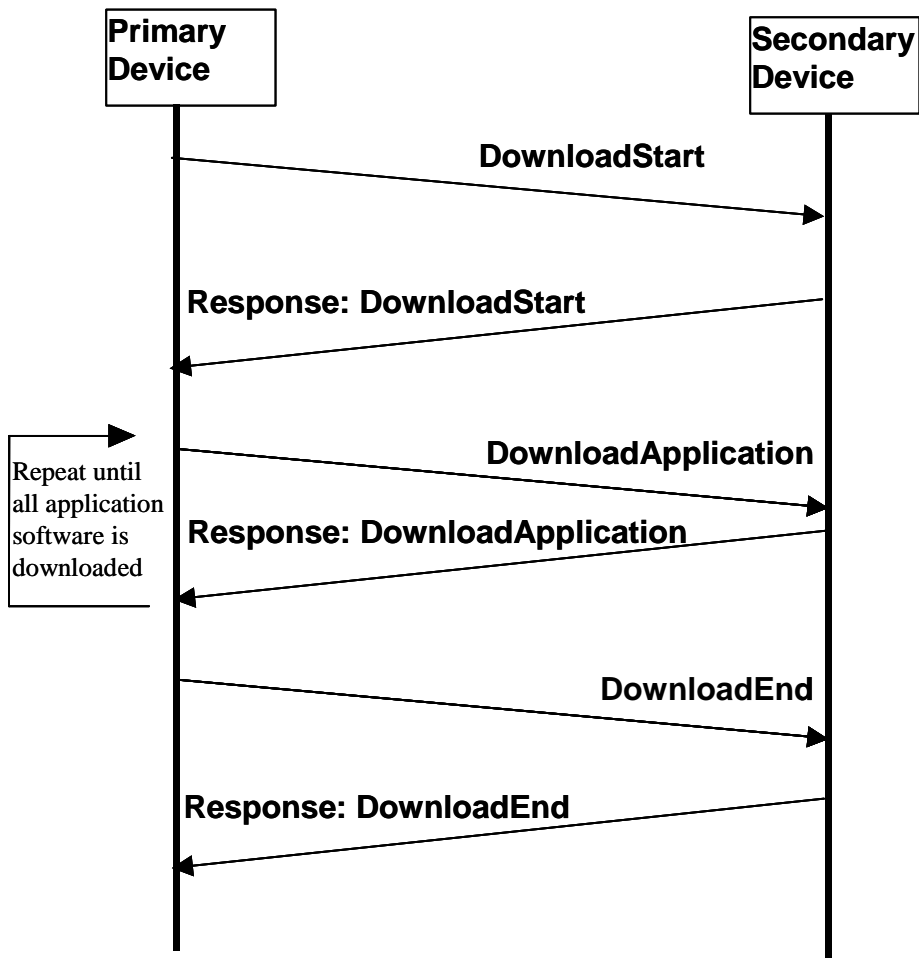 Primary
Device
Secondary
Device
DownloadStart
Response: DownloadStart
Repeat until
all application
software is
downloaded
DownloadApplication
Response: DownloadApplication
DownloadEnd
Response: DownloadEnd